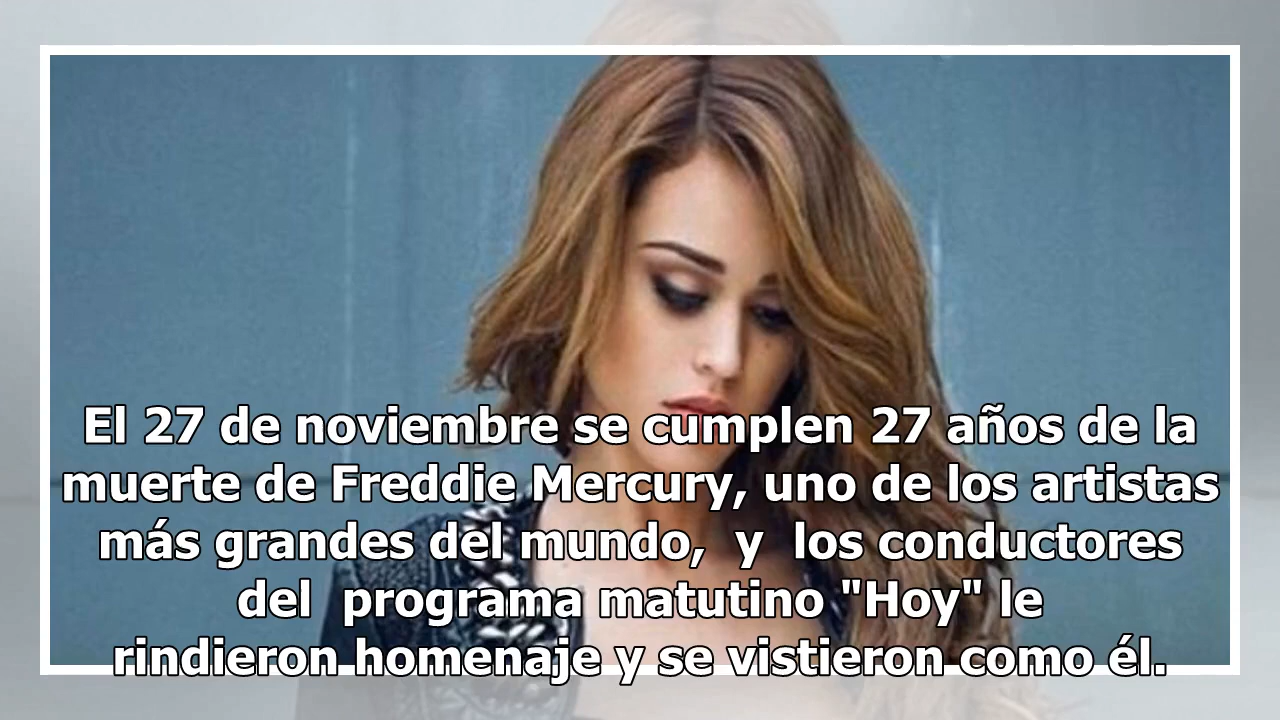 El 27 de noviembre se cumplen 27 años de la
muerte de Freddie Mercury, uno de los artistas
más grandes del mundo,  y  los conductores
del  programa matutino "Hoy" le
rindieron homenaje y se vistieron como él.